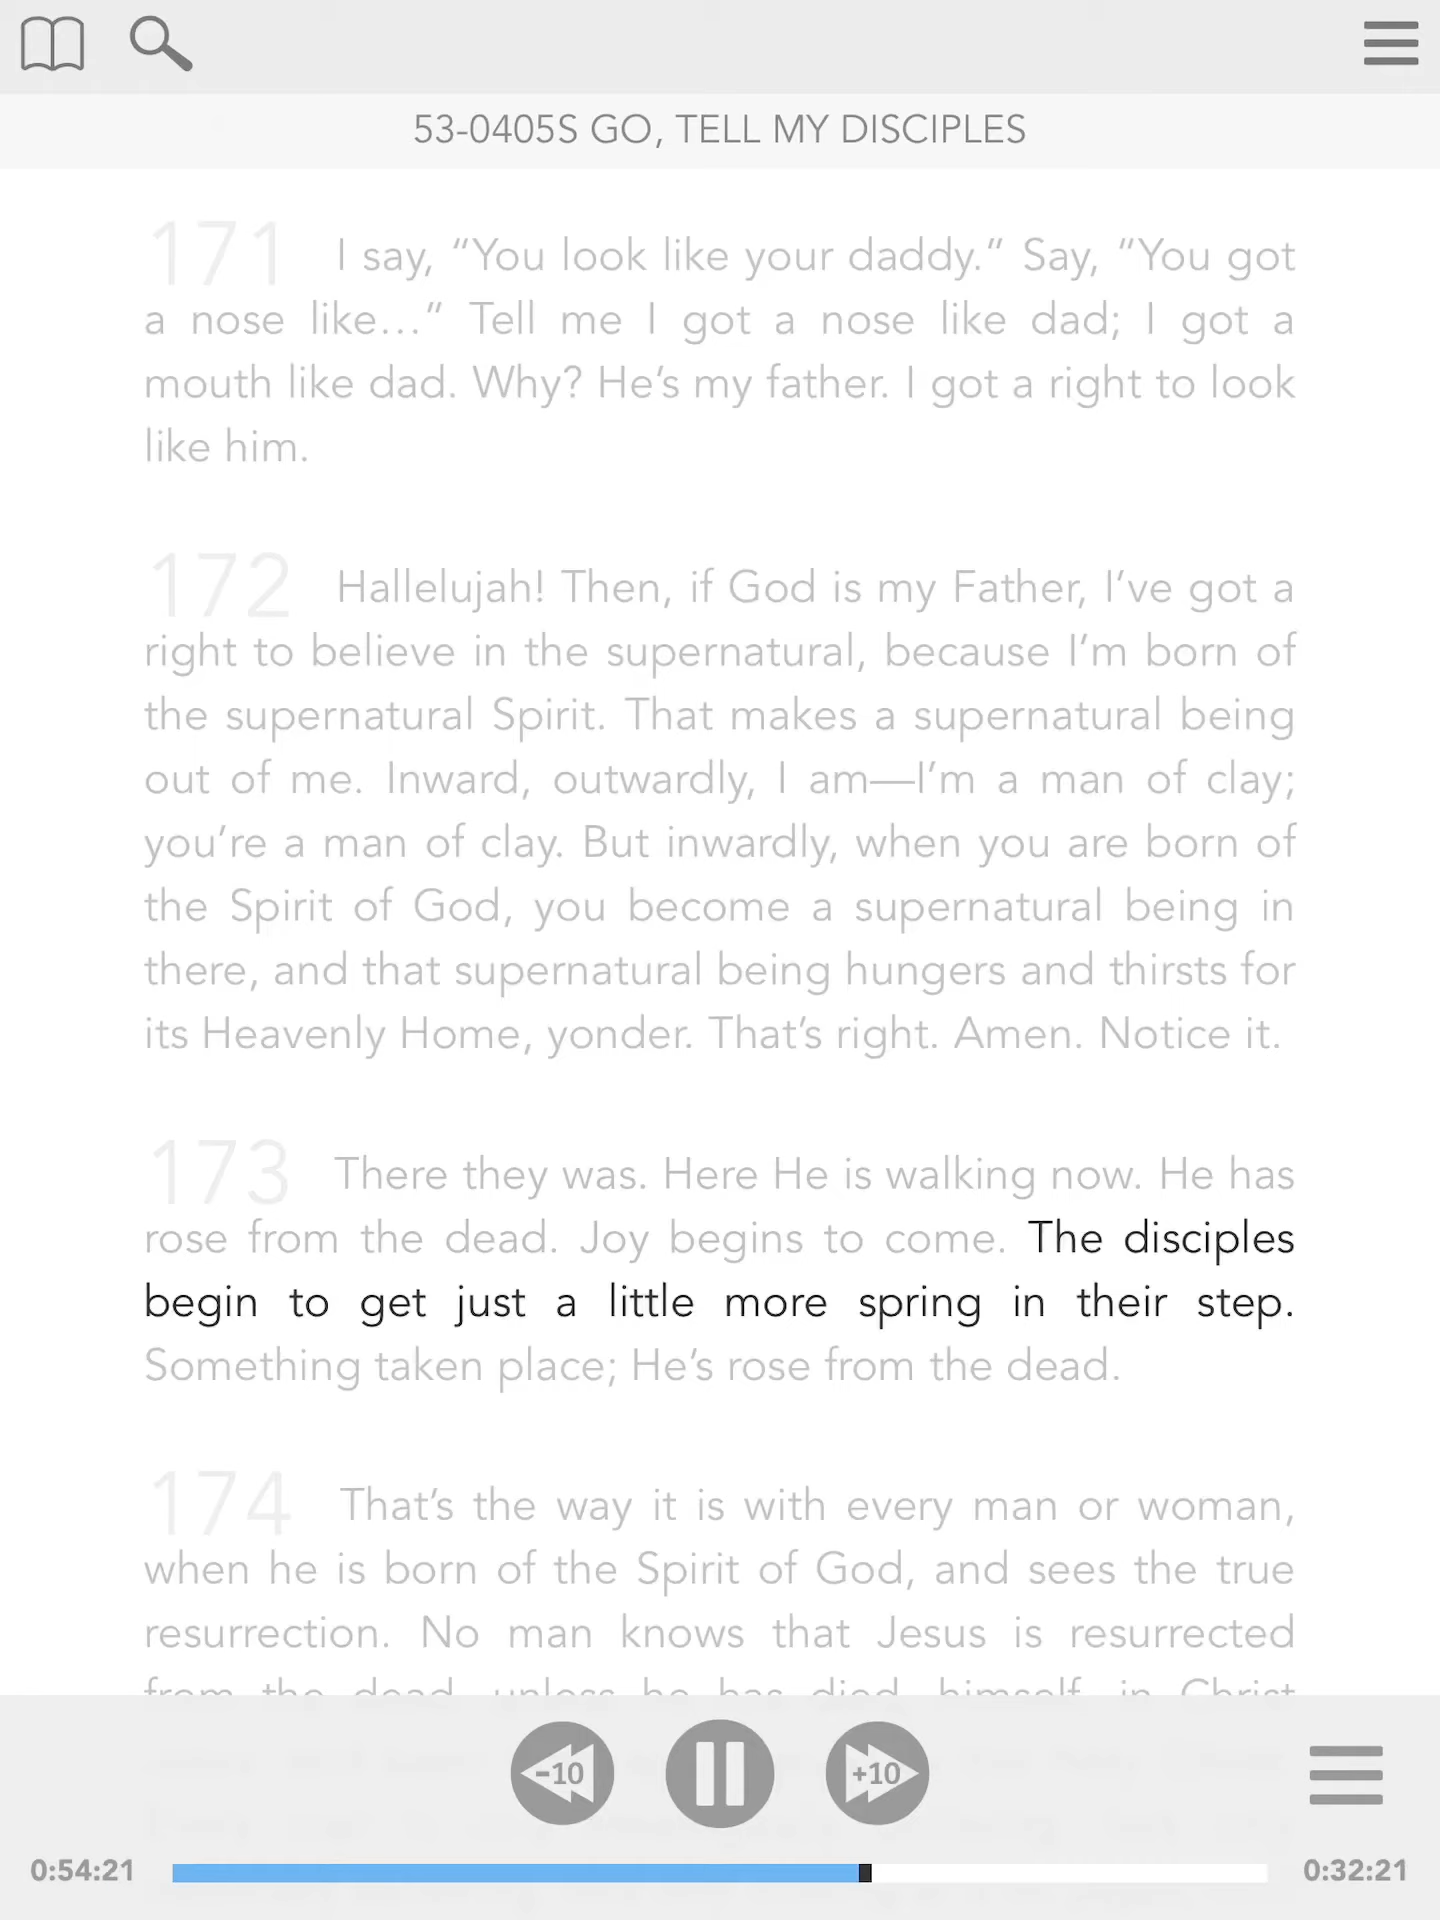 53-0405S GO, TELL MY DISCIPLES
171 I say, “You look like your daddy.” Say, “You got
a nose like…” Tell me I got a nose like dad; I got a
mouth like dad. Why? He’s my father. I got a right to look
like him.
172 Hallelujah! Then, if God is my Father, I’ve got a
right to believe in the supernatural, because I’m born of
the supernatural Spirit. That makes a supernatural being
out of me. Inward, outwardly, I am—I’m a man of clay;
you’re a man of clay. But inwardly, when you are born of
the Spirit of God, you become a supernatural being in
there, and that supernatural being hungers and thirsts for
its Heavenly Home, yonder. That’s right. Amen. Notice it.
173 There they was. Here He is walking now. He has
rose from the dead. Joy begins to come. The disciples
begin to get just a little more spring in their step.
Something taken place; He’s rose from the dead.
174 That’s the way it is with every man or woman,
when he is born of the Spirit of God, and sees the true
resurrection. No man knows that Jesus is resurrected
from the dead, unless he has died, himself, in Christ
-10 +10
0:54:21 0:32:21